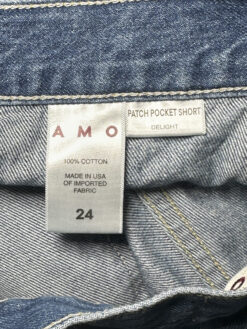 AMO
100% COTTON
MADE IN USA
OF IMPORTED
FABRIC
24
PATCH POCKET SHORT
DELIGHT